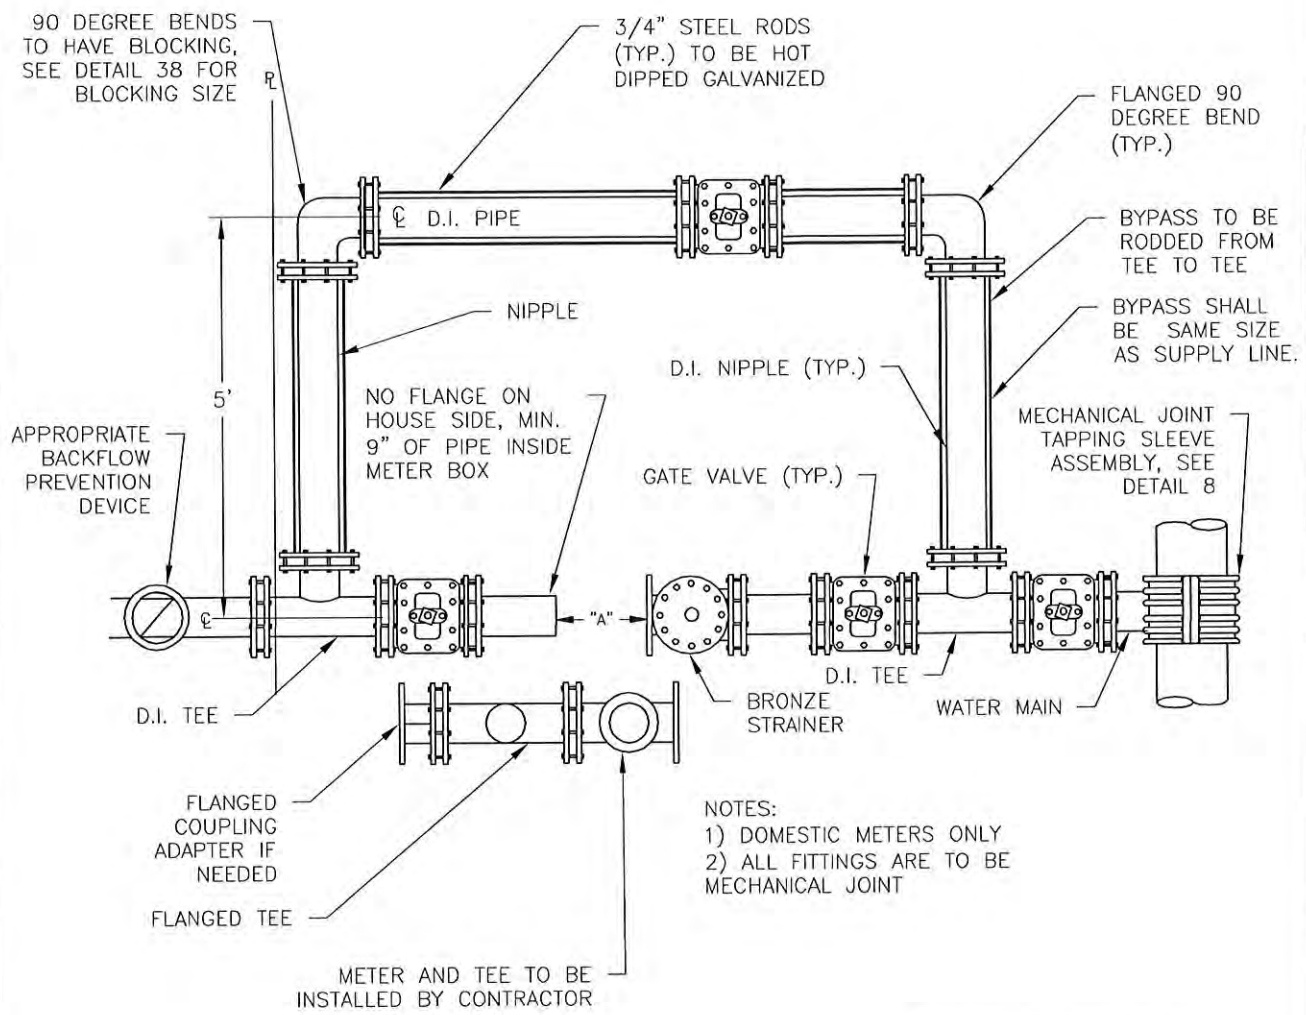 90 DEGREE BENDS
TO HAVE BLOCKING,
SEE DETAIL 38 FOR
BLOCKING SIZE
PL
3/4" STEEL RODS
(TYP.) TO BE HOT
DIPPED GALVANIZED
FLANGED 90
DEGREE BEND
(TYP.)
CL D.I. PIPE
BYPASS TO BE
RODDED FROM
TEE TO TEE
NIPPLE
BYPASS SHALL
BE SAME SIZE
AS SUPPLY LINE.
D.I. NIPPLE (TYP.)
5'
NO FLANGE ON
HOUSE SIDE, MIN.
9" OF PIPE INSIDE
METER BOX
MECHANICAL JOINT
TAPPING SLEEVE
ASSEMBLY, SEE
DETAIL 8
APPROPRIATE
BACKFLOW
PREVENTION
DEVICE
GATE VALVE (TYP.)
CL
"A"
D.I. TEE
D.I. TEE
BRONZE
STRAINER
WATER MAIN
FLANGED
COUPLING
ADAPTER IF
NEEDED
FLANGED TEE
METER AND TEE TO BE
INSTALLED BY CONTRACTOR
NOTES:
1) DOMESTIC METERS ONLY
2) ALL FITTINGS ARE TO BE
MECHANICAL JOINT